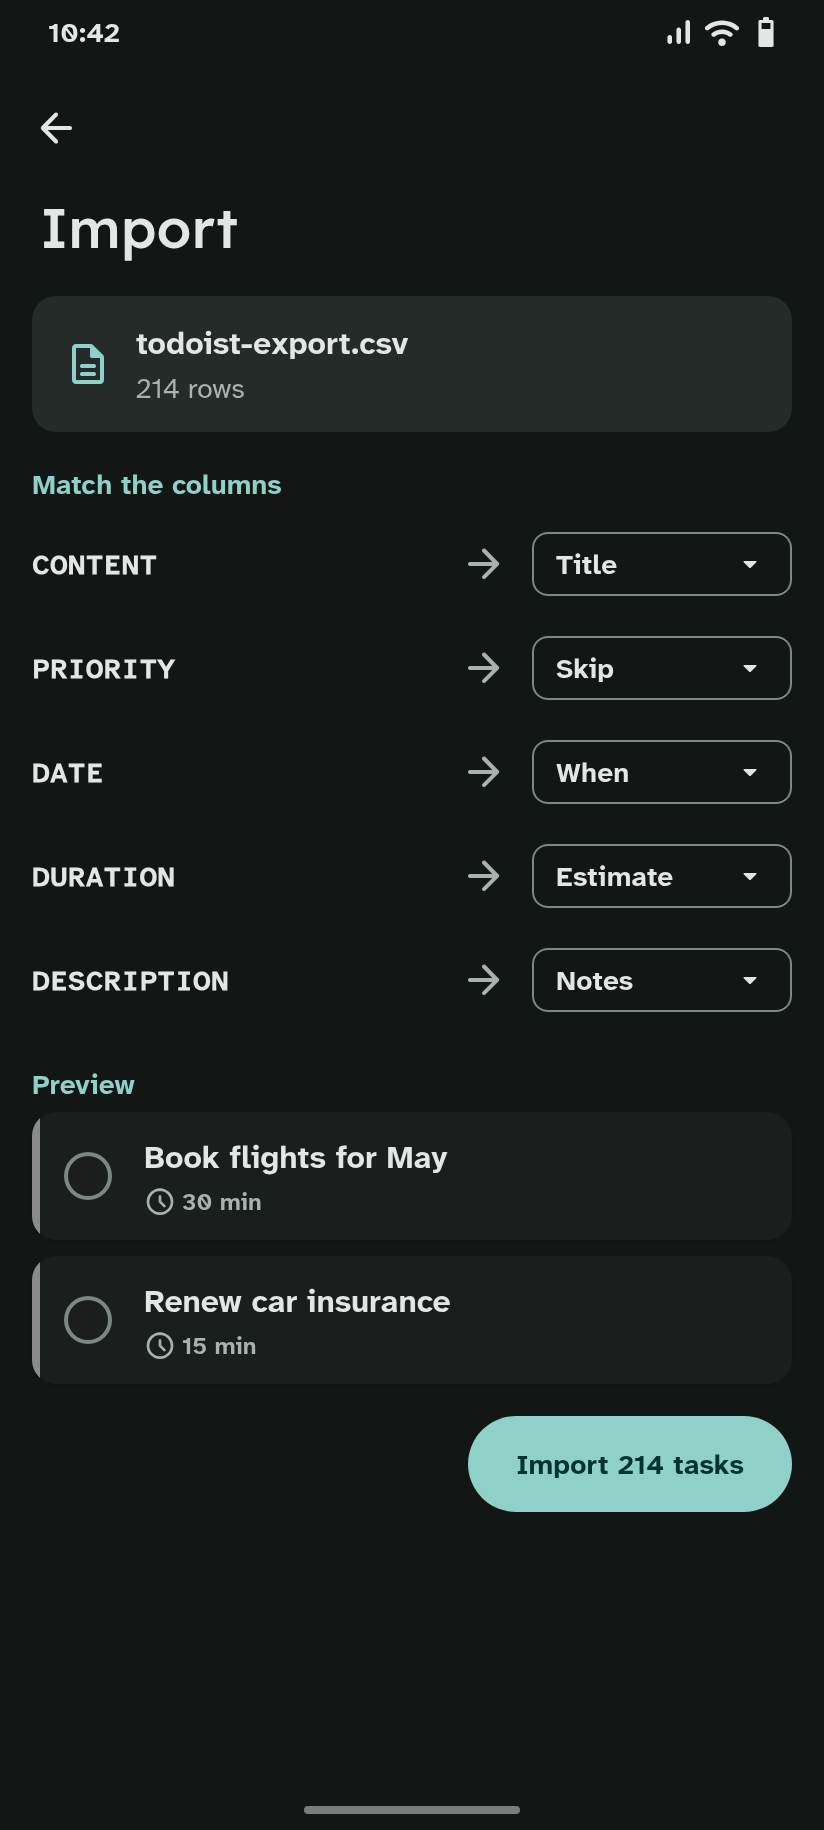 10:42
Import
todoist-export.csv
214 rows
Match the columns
CONTENT
Title
PRIORITY
Skip
DATE
When
DURATION
Estimate
DESCRIPTION
Notes
Preview
Book flights for May
30 min
Renew car insurance
15 min
Import 214 tasks